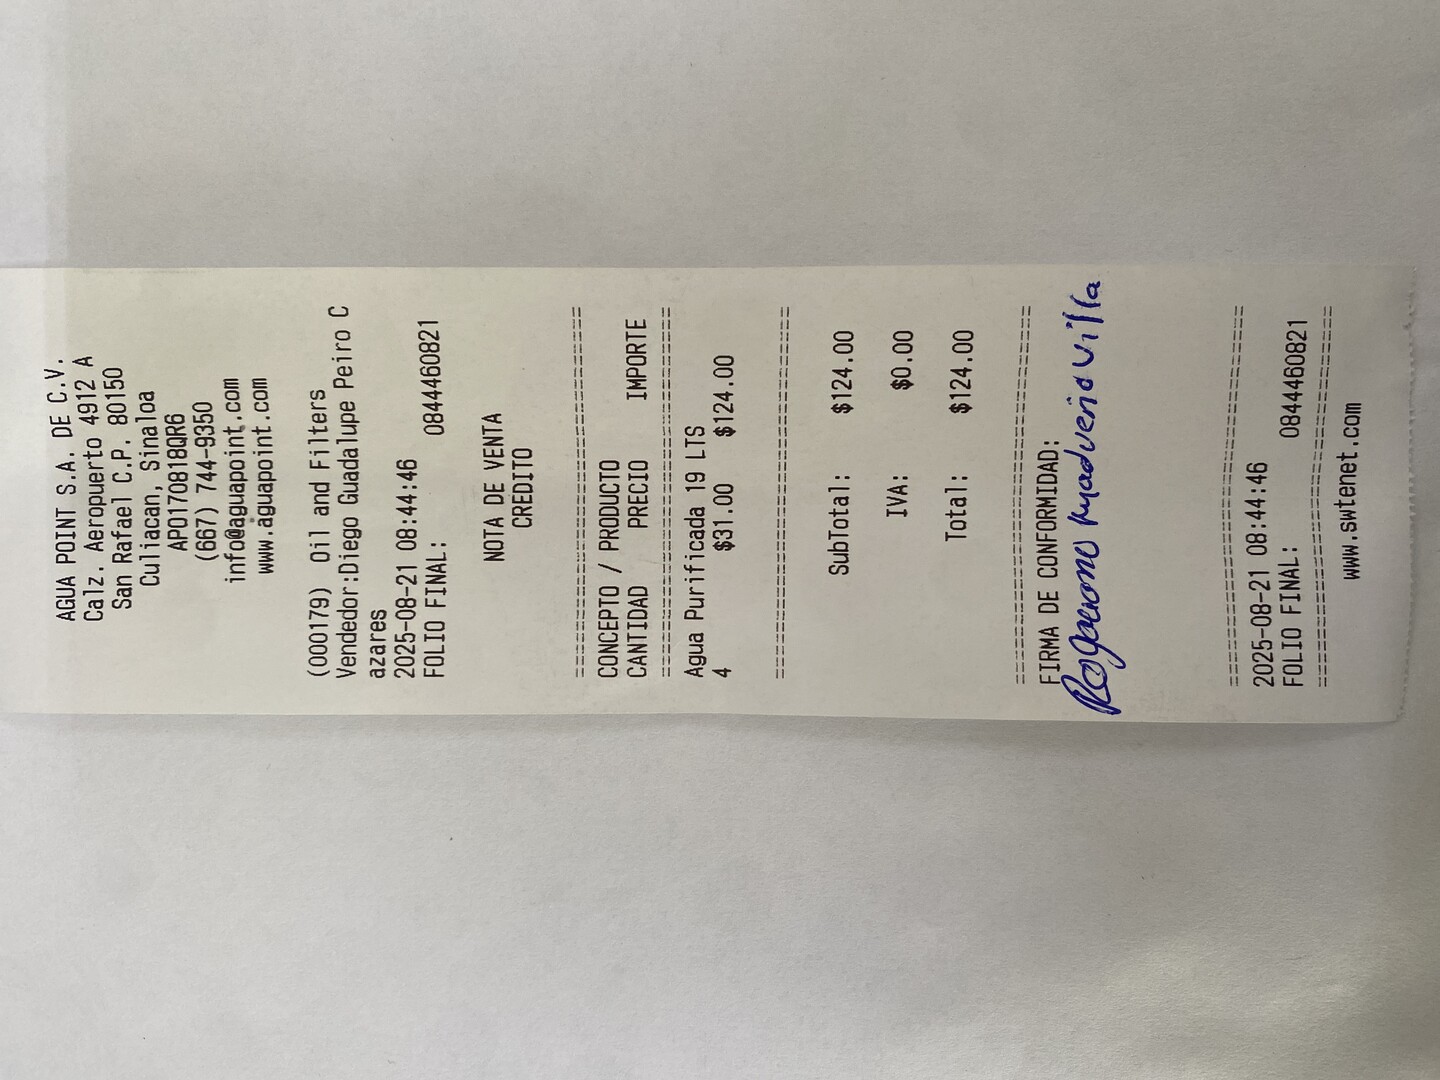 AGUA POINT S.A. DE C.V.
Calz. Aeropuerto 4912 A
San Rafael C.P. 80150
Culiacan, Sinaloa
APO170818QR6
(667) 744-9350
info@aguapoint.com
www.aguapoint.com
(000179) Oil and Filters
Vendedor:Diego Guadalupe Peiro C
azares
2025-08-21 08:44:46
FOLIO FINAL: 0844460821
NOTA DE VENTA
CREDITO
================================
CONCEPTO / PRODUCTO
CANTIDAD PRECIO IMPORTE
================================
Agua Purificada 19 LTS
4 $31.00 $124.00
================================
SubTotal: $124.00
IVA: $0.00
Total: $124.00
================================
FIRMA DE CONFORMIDAD:
villa
================================
2025-08-21 08:44:46
FOLIO FINAL: 0844460821
================================
www.swtenet.com